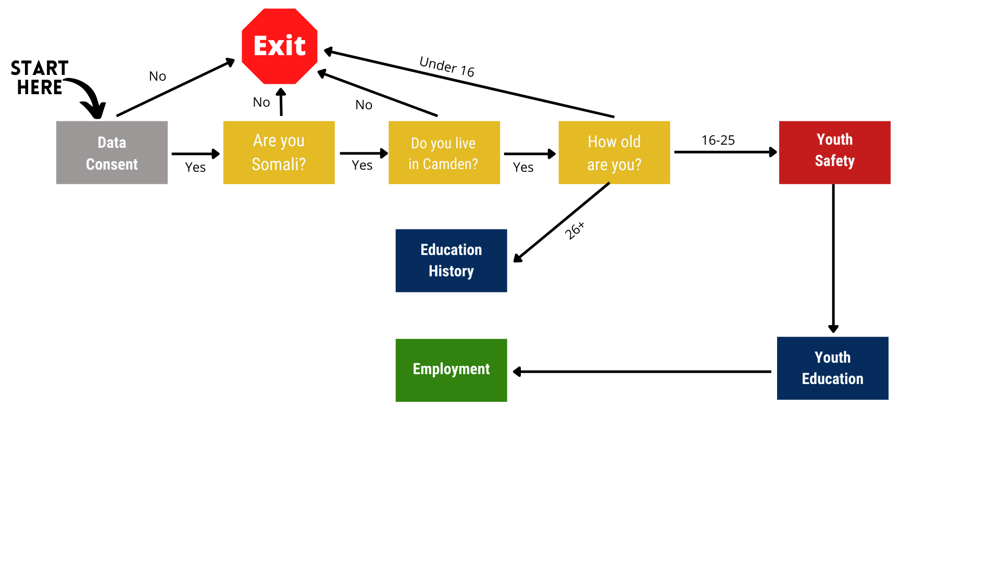 Exit
START
HERE
No
Under 16
No
No
Data
Consent
Yes
Are you
Somali?
Yes
Do you live
in Camden?
Yes
How old
are you?
16-25
Youth
Safety
26+
Education
History
Employment
Youth
Education